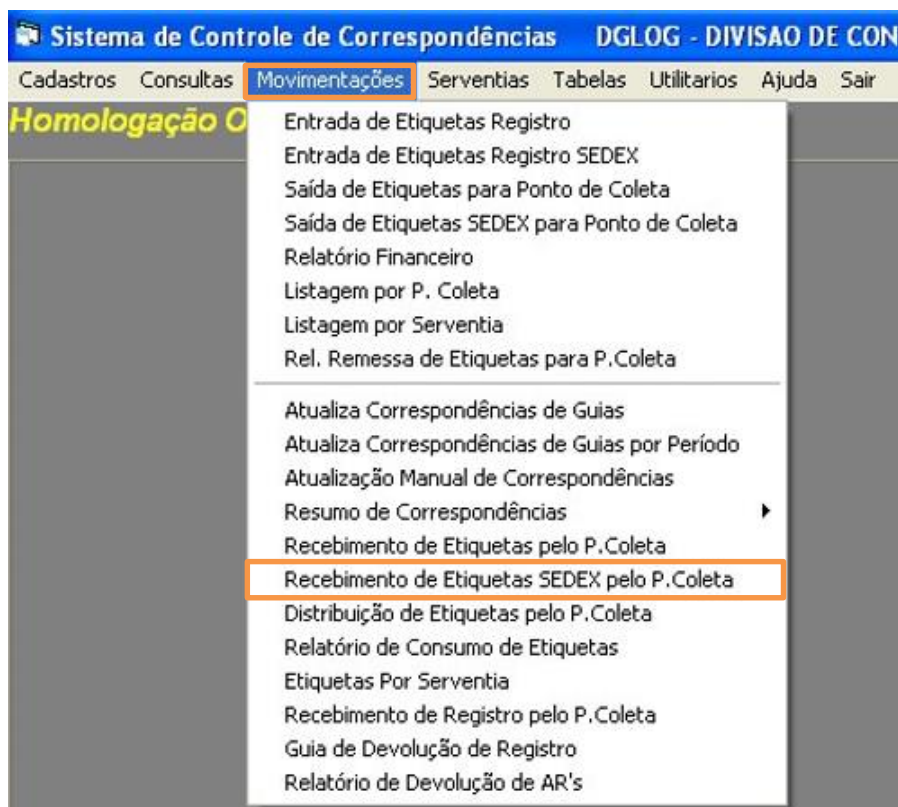 Sistema de Controle de Correspondências DGLOG - DIVISAO DE CON
Cadastros Consultas Movimentações Serventias Tabelas Utilitarios Ajuda Sair
Homologação O
Entrada de Etiquetas Registro
Entrada de Etiquetas Registro SEDEX
Saída de Etiquetas para Ponto de Coleta
Saída de Etiquetas SEDEX para Ponto de Coleta
Relatório Financeiro
Listagem por P. Coleta
Listagem por Serventia
Rel. Remessa de Etiquetas para P.Coleta
Atualiza Correspondências de Guias
Atualiza Correspondências de Guias por Período
Atualização Manual de Correspondências
Resumo de Correspondências
Recebimento de Etiquetas pelo P.Coleta
Recebimento de Etiquetas SEDEX pelo P.Coleta
Distribuição de Etiquetas pelo P.Coleta
Relatório de Consumo de Etiquetas
Etiquetas Por Serventia
Recebimento de Registro pelo P.Coleta
Guia de Devolução de Registro
Relatório de Devolução de AR's